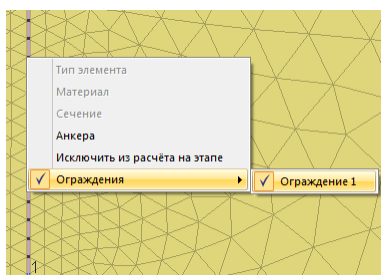 Тип элемента
Материал
Сечение
Анкера
Исключить из расчёта на этапе
Ограждения
Ограждение 1
1